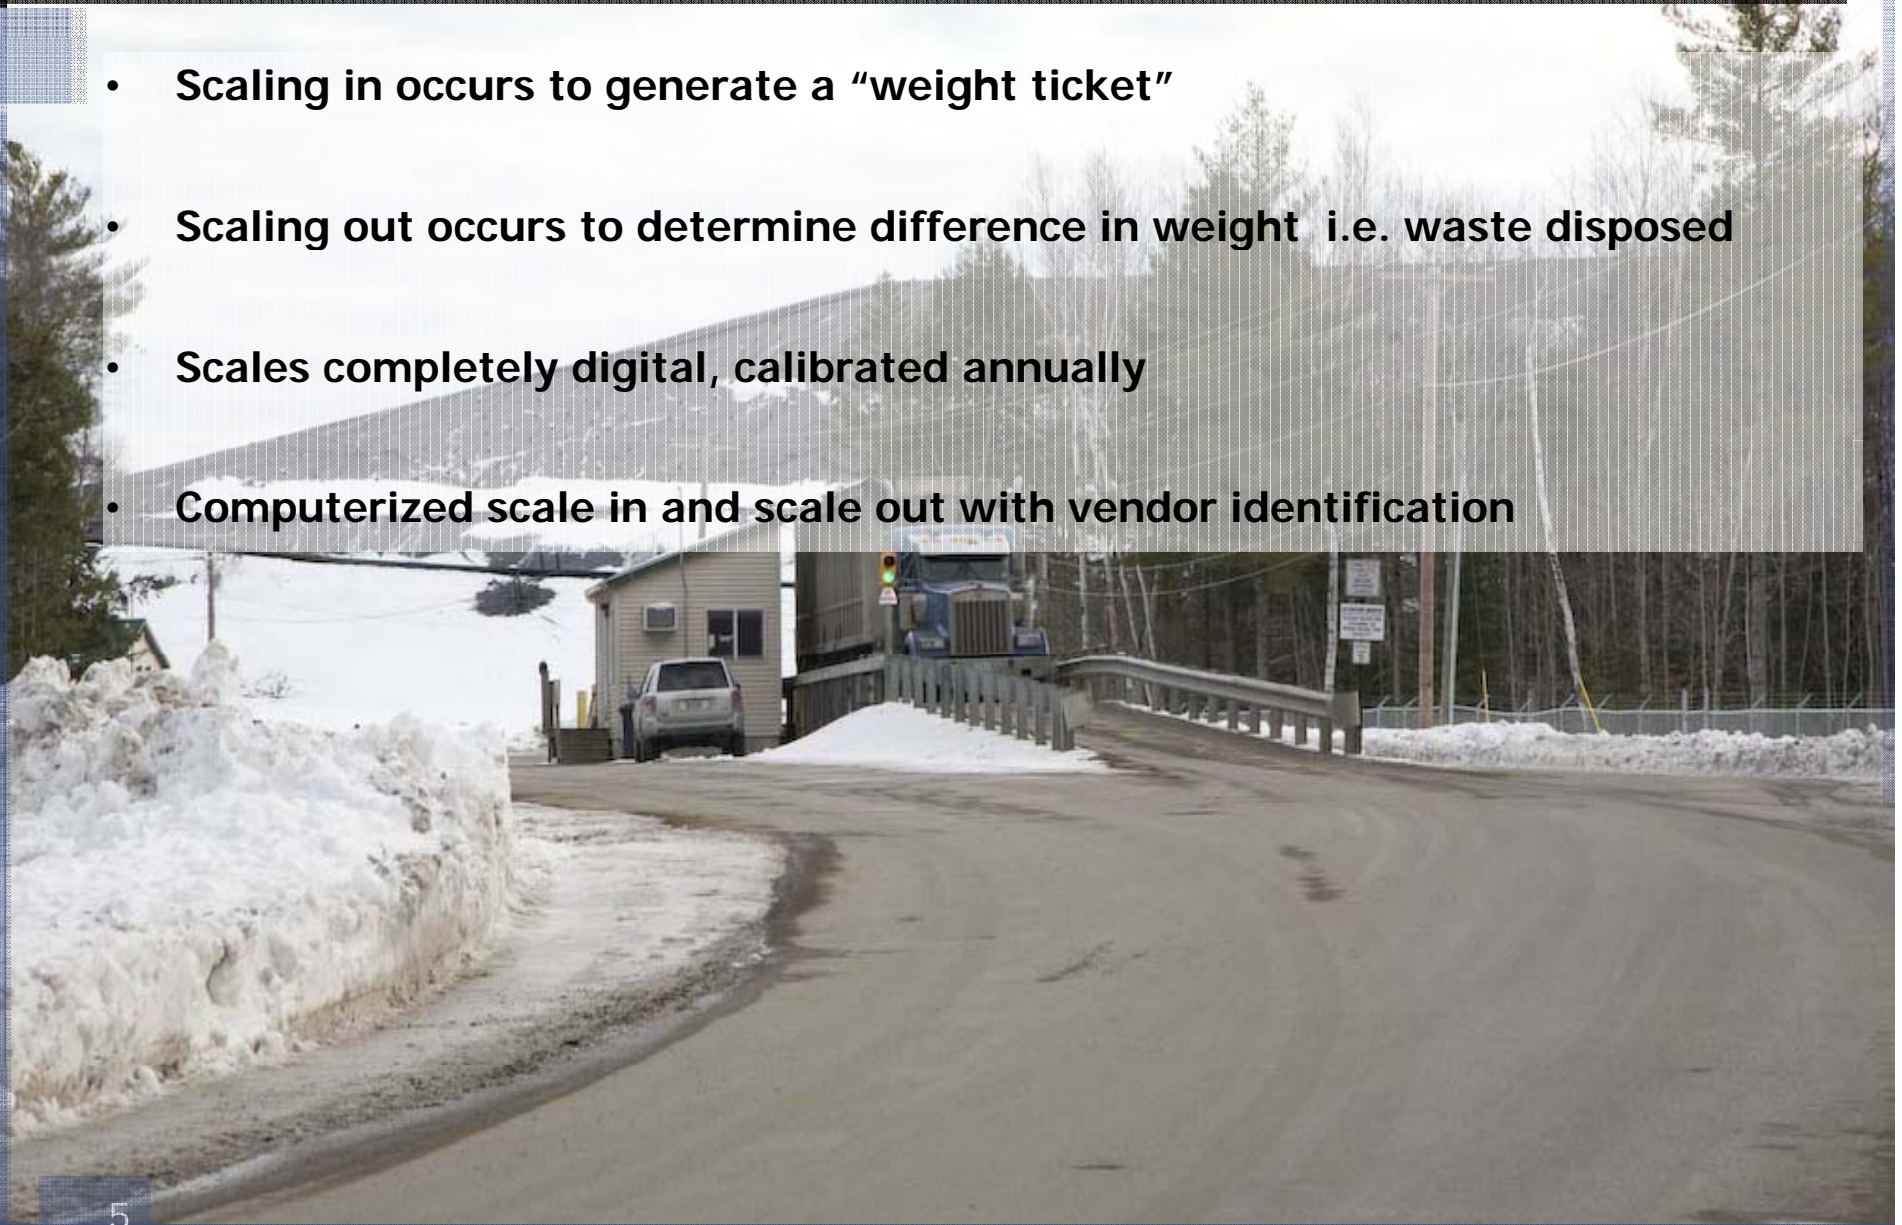 • Scaling in occurs to generate a “weight ticket”
• Scaling out occurs to determine difference in weight  i.e. waste disposed
• Scales completely digital, calibrated annually
• Computerized scale in and scale out with vendor identification
5